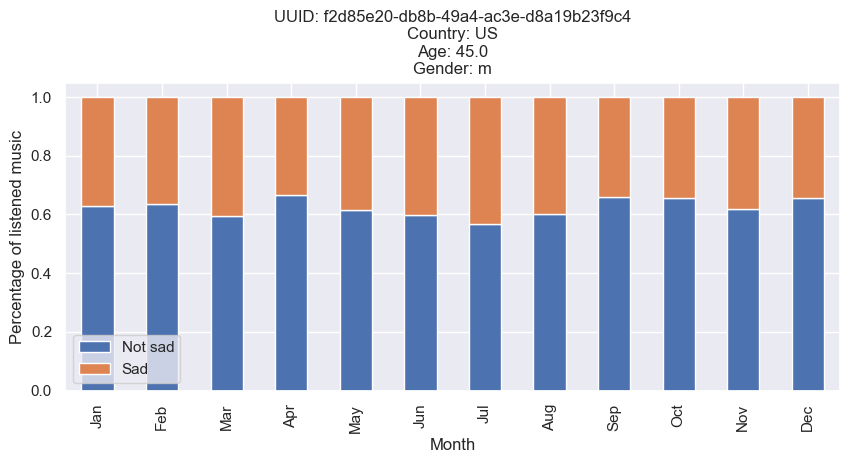 UUID: f2d85e20-db8b-49a4-ac3e-d8a19b23f9c4
Country: US
Age: 45.0
Gender: m
Percentage of listened music
1.0
0.8
0.6
0.4
0.2
0.0
Not sad
Sad
Jan
Feb
Mar
Apr
May
Jun
Jul
Aug
Sep
Oct
Nov
Dec
Month